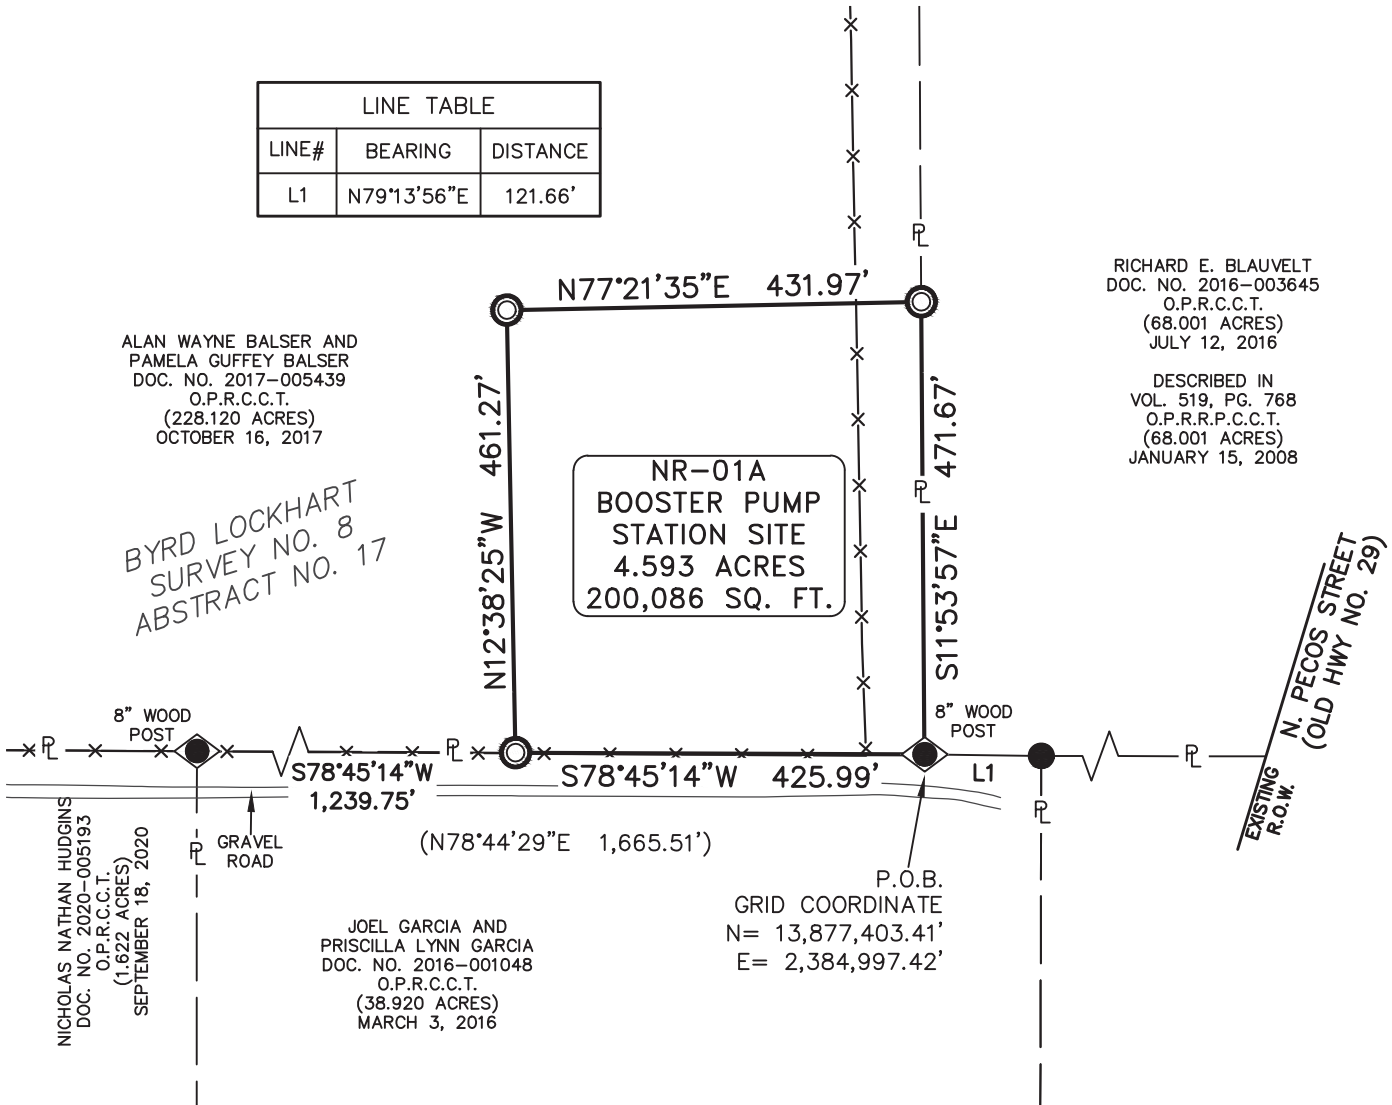 LINE TABLE
LINE# BEARING DISTANCE
L1 N79°13'56"E 121.66'
PL
N77°21'35"E 431.97'
RICHARD E. BLAUVELT
DOC. NO. 2016-003645
O.P.R.C.C.T.
(68.001 ACRES)
JULY 12, 2016
DESCRIBED IN
VOL. 519, PG. 768
O.P.R.R.P.C.C.T.
(68.001 ACRES)
JANUARY 15, 2008
ALAN WAYNE BALSER AND
PAMELA GUFFEY BALSER
DOC. NO. 2017-005439
O.P.R.C.C.T.
(228.120 ACRES)
OCTOBER 16, 2017
N12°38'25"W 461.27'
NR-01A
BOOSTER PUMP
STATION SITE
4.593 ACRES
200,086 SQ. FT.
PL
S11°53'57"E 471.67'
BYRD LOCKHART
SURVEY NO. 8
ABSTRACT NO. 17
N. PECOS STREET
(OLD HWY NO. 29)
EXISTING
R.O.W.
8" WOOD
POST
PL
PL
S78°45'14"W
1,239.75'
S78°45'14"W 425.99'
8" WOOD
POST
L1
PL
PL
PL
GRAVEL
ROAD
(N78°44'29"E 1,665.51')
P.O.B.
GRID COORDINATE
N= 13,877,403.41'
E= 2,384,997.42'
NICHOLAS NATHAN HUDGINS
DOC. NO. 2020-005193
O.P.R.C.C.T.
(1.622 ACRES)
SEPTEMBER 18, 2020
JOEL GARCIA AND
PRISCILLA LYNN GARCIA
DOC. NO. 2016-001048
O.P.R.C.C.T.
(38.920 ACRES)
MARCH 3, 2016